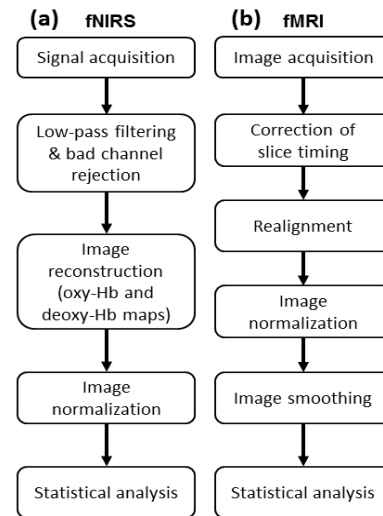 (a) fNIRS
Signal acquisition
Low-pass filtering
& bad channel
rejection
Image
reconstruction
(oxy-Hb and
deoxy-Hb maps)
Image
normalization
Statistical analysis
(b) fMRI
Image acquisition
Correction of
slice timing
Realignment
Image
normalization
Image smoothing
Statistical analysis